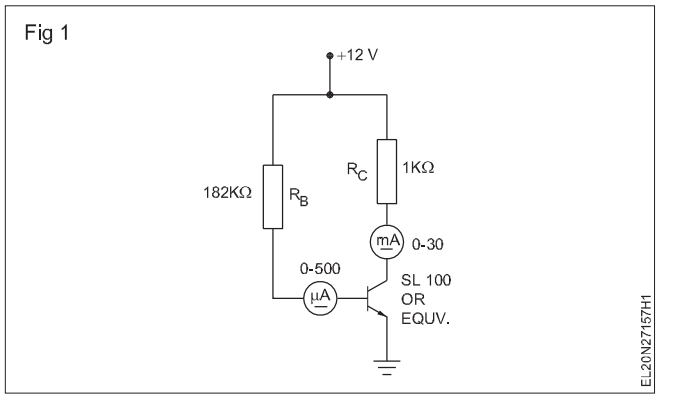 Fig 1
+12 V
182KΩ
R_B
R_C
1KΩ
mA
0-30
0-500
µA
SL 100
OR
EQUV.
EL20N27157H1